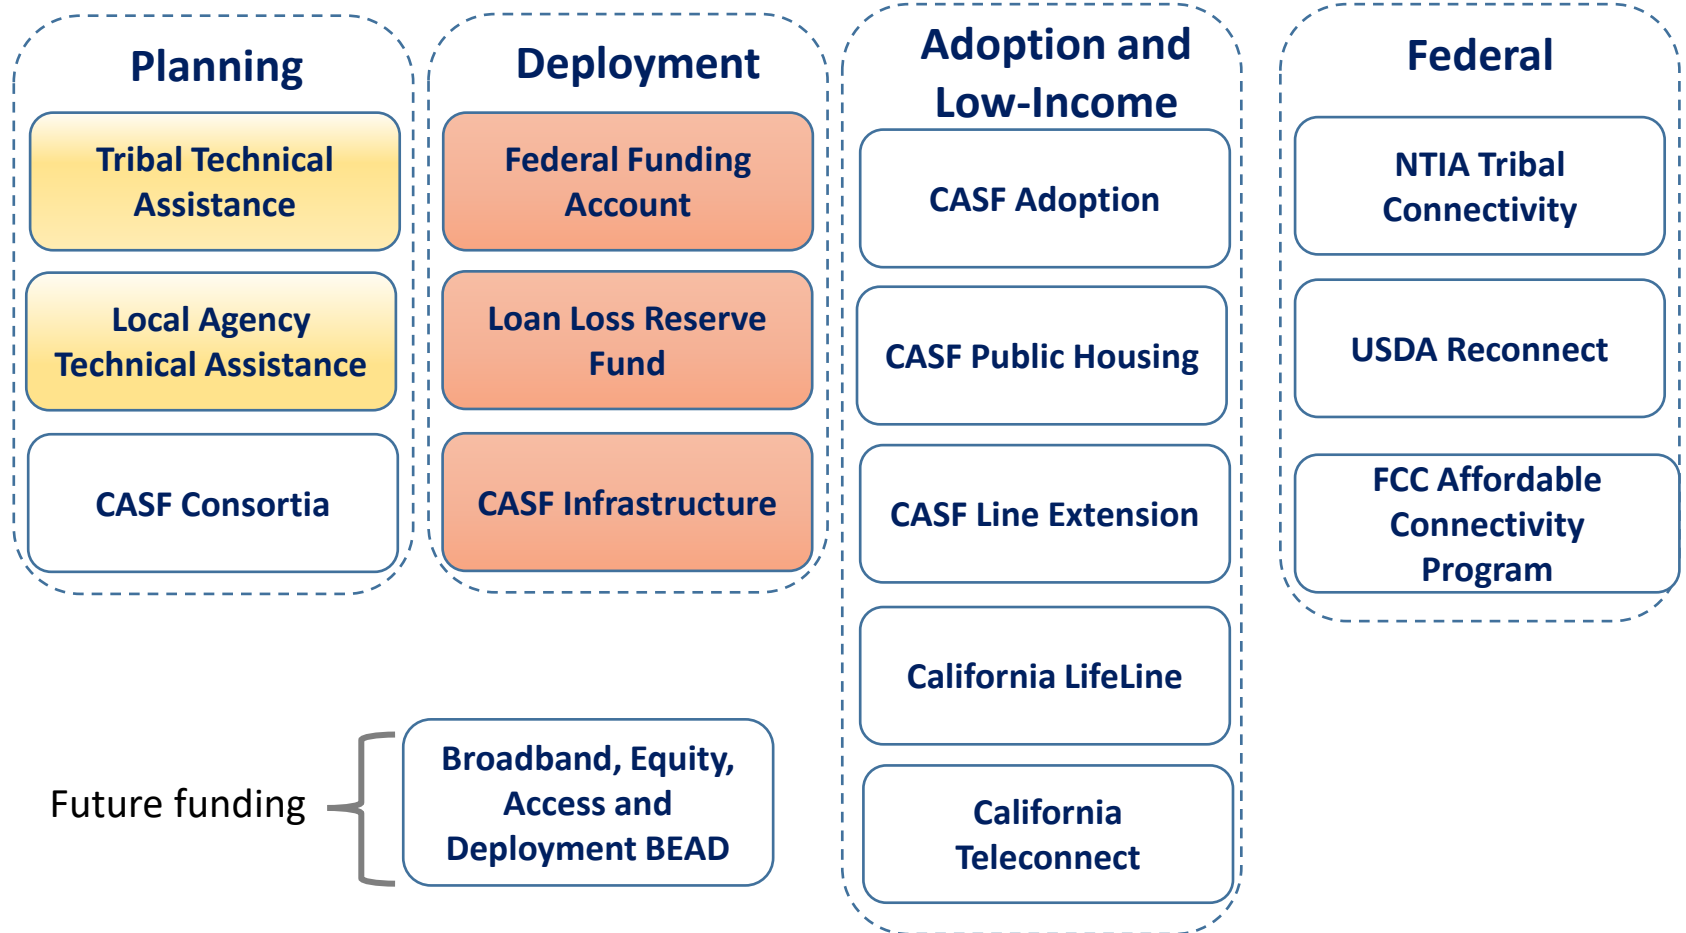 Planning
Tribal Technical
Assistance
Local Agency
Technical Assistance
CASF Consortia
Deployment
Federal Funding
Account
Loan Loss Reserve
Fund
CASF Infrastructure
Adoption and
Low-Income
CASF Adoption
CASF Public Housing
CASF Line Extension
California LifeLine
California
Teleconnect
Federal
NTIA Tribal
Connectivity
USDA Reconnect
FCC Affordable
Connectivity
Program
Future funding
Broadband, Equity,
Access and
Deployment BEAD